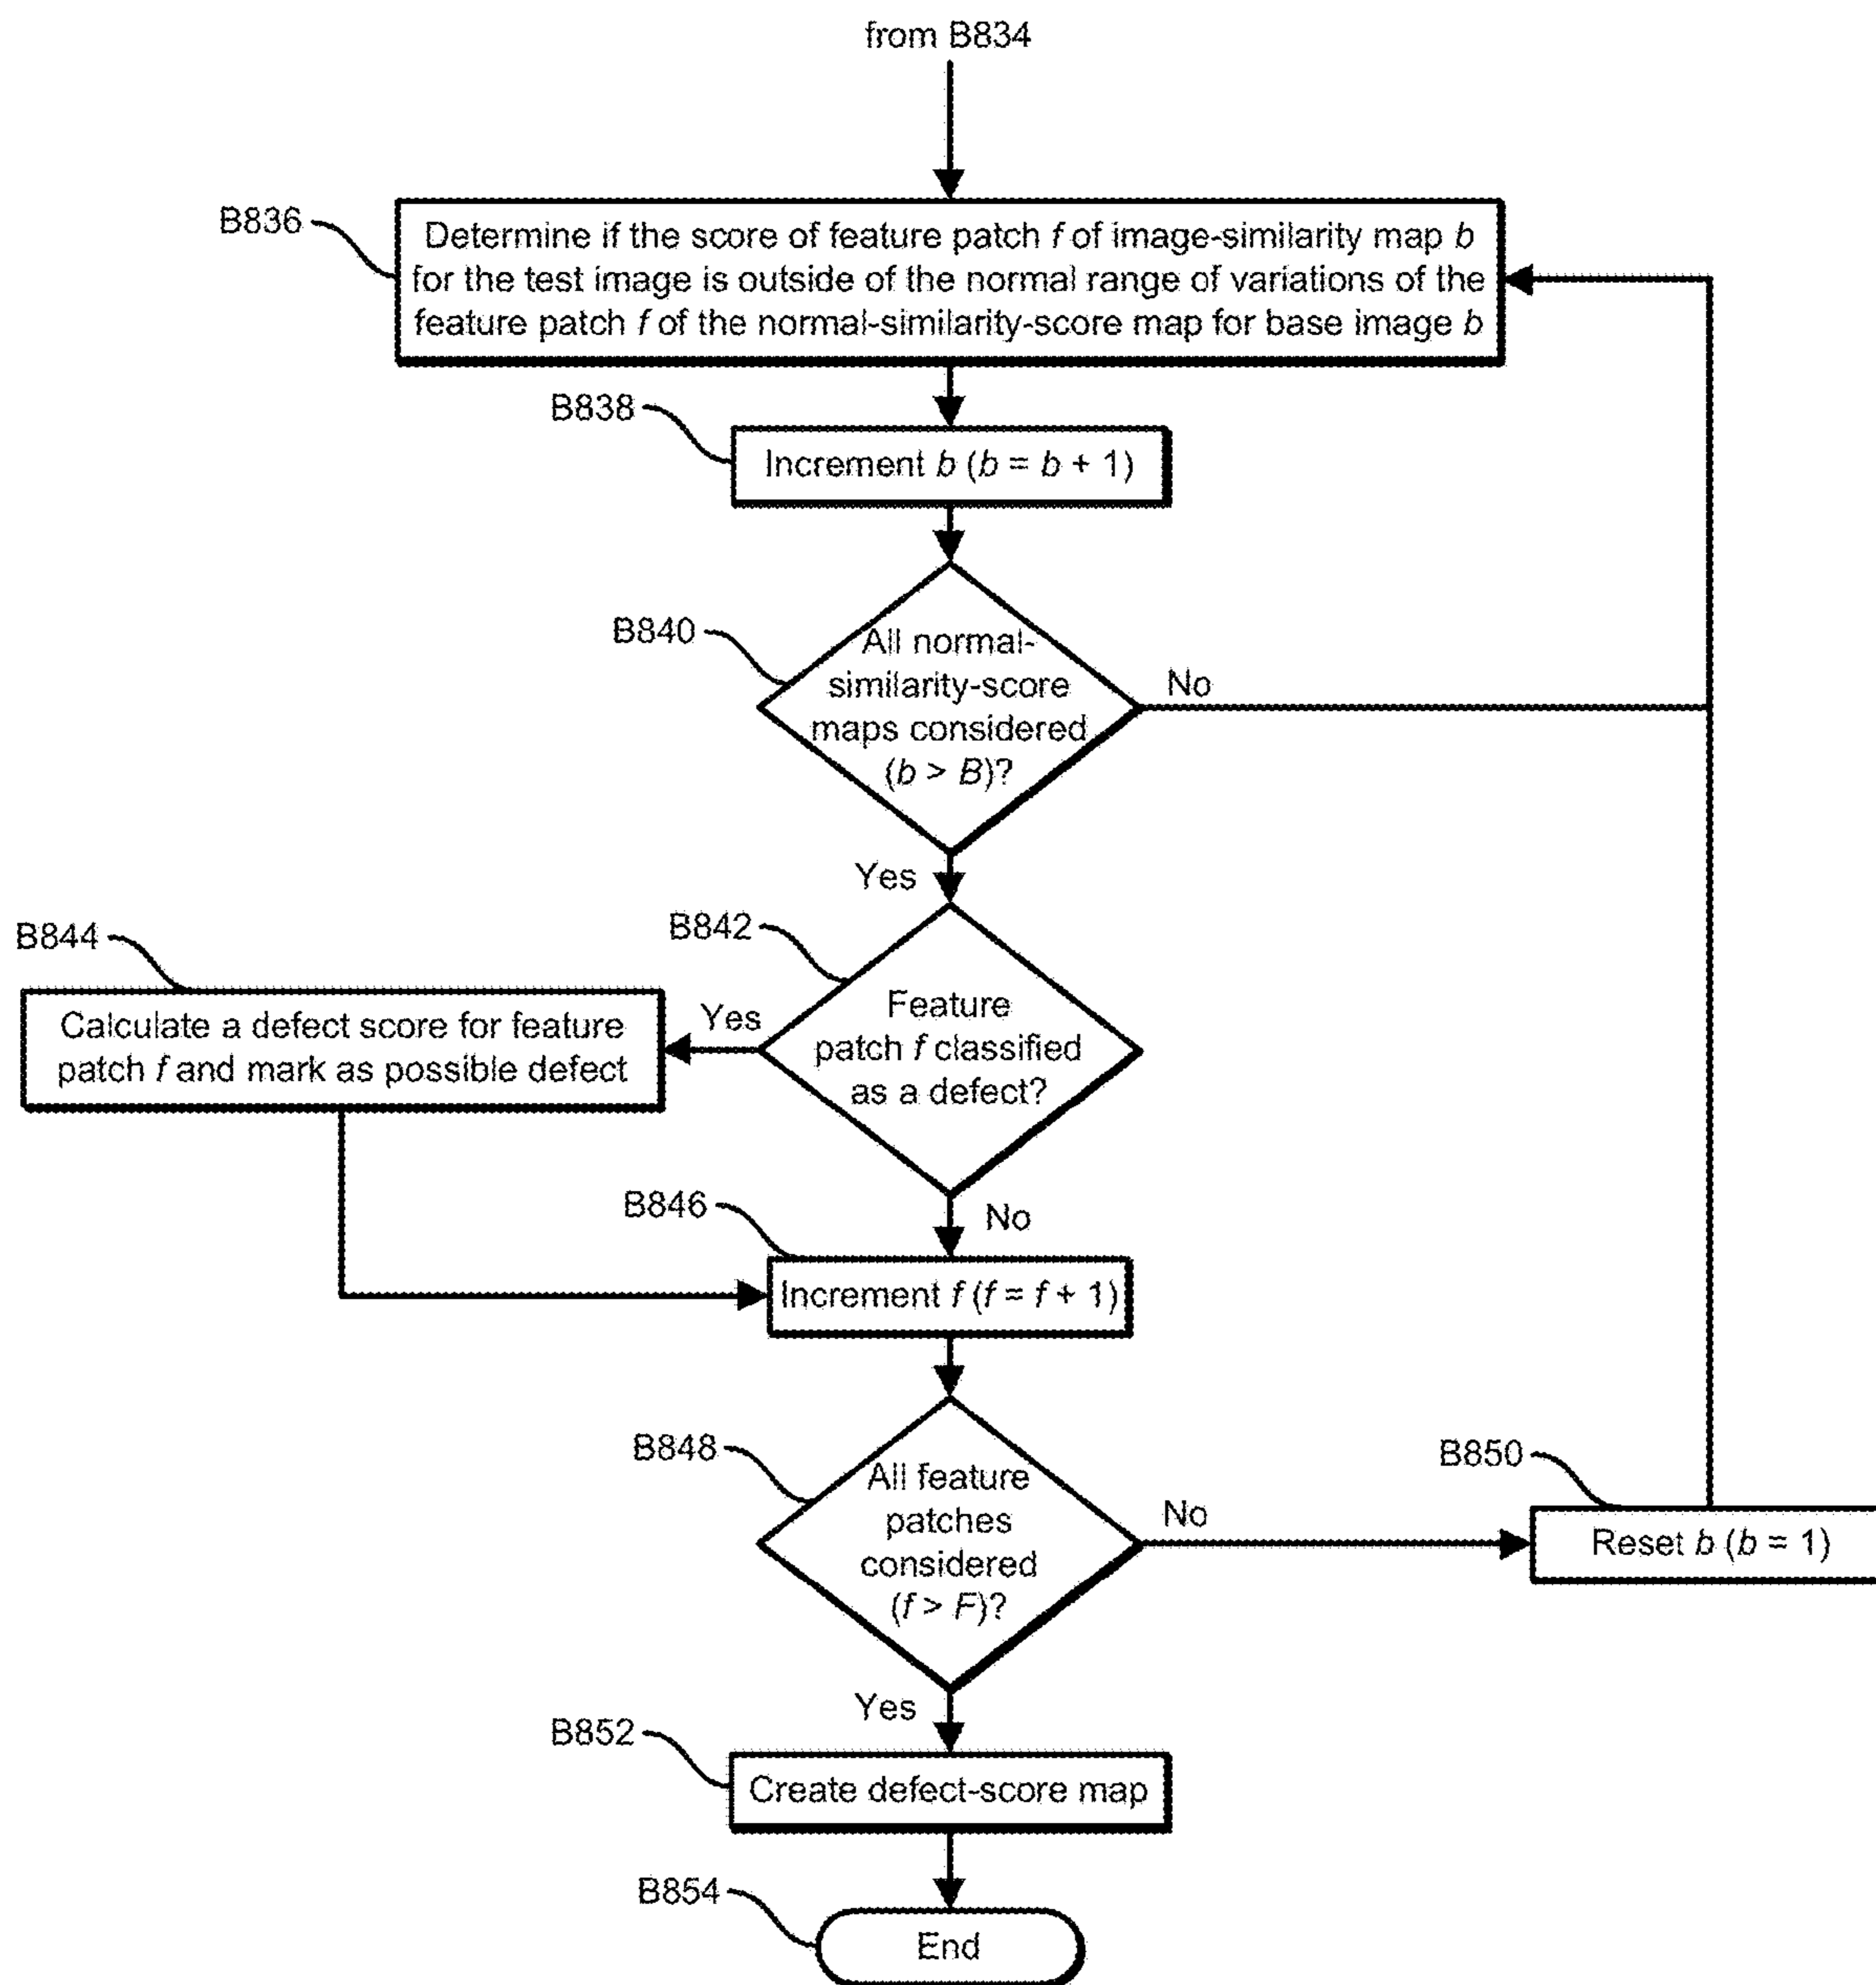 from B834
B836
Determine if the score of feature patch f of image-similarity map b
for the test image is outside of the normal range of variations of the
feature patch f of the normal-similarity-score map for base image b
B838
Increment b (b = b + 1)
B840
All normal-
similarity-score
maps considered
(b > B)?
No
Yes
B842
Feature
patch f classified
as a defect?
Yes
B844
Calculate a defect score for feature
patch f and mark as possible defect
No
B846
Increment f (f = f + 1)
B848
All feature
patches
considered
(f > F)?
No
B850
Reset b (b = 1)
Yes
B852
Create defect-score map
B854
End